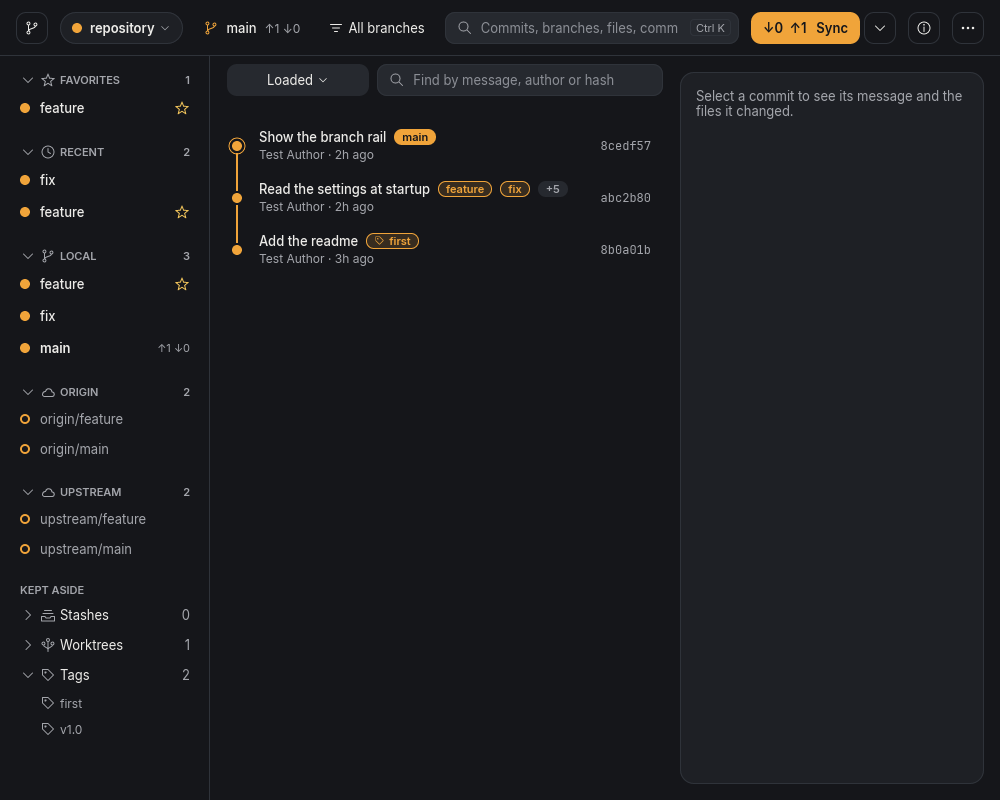 repository
main ↑1 ↓0
All branches
Commits, branches, files, comm
Ctrl K
↓0 ↑1 Sync
FAVORITES 1
feature
RECENT 2
fix
feature
LOCAL 3
feature
fix
main ↑1 ↓0
ORIGIN 2
origin/feature
origin/main
UPSTREAM 2
upstream/feature
upstream/main
KEPT ASIDE
Stashes 0
Worktrees 1
Tags 2
first
v1.0
Loaded
Find by message, author or hash
Show the branch rail main
Test Author · 2h ago
8cedf57
Read the settings at startup feature fix +5
Test Author · 2h ago
abc2b80
Add the readme first
Test Author · 3h ago
8b0a01b
Select a commit to see its message and the
files it changed.